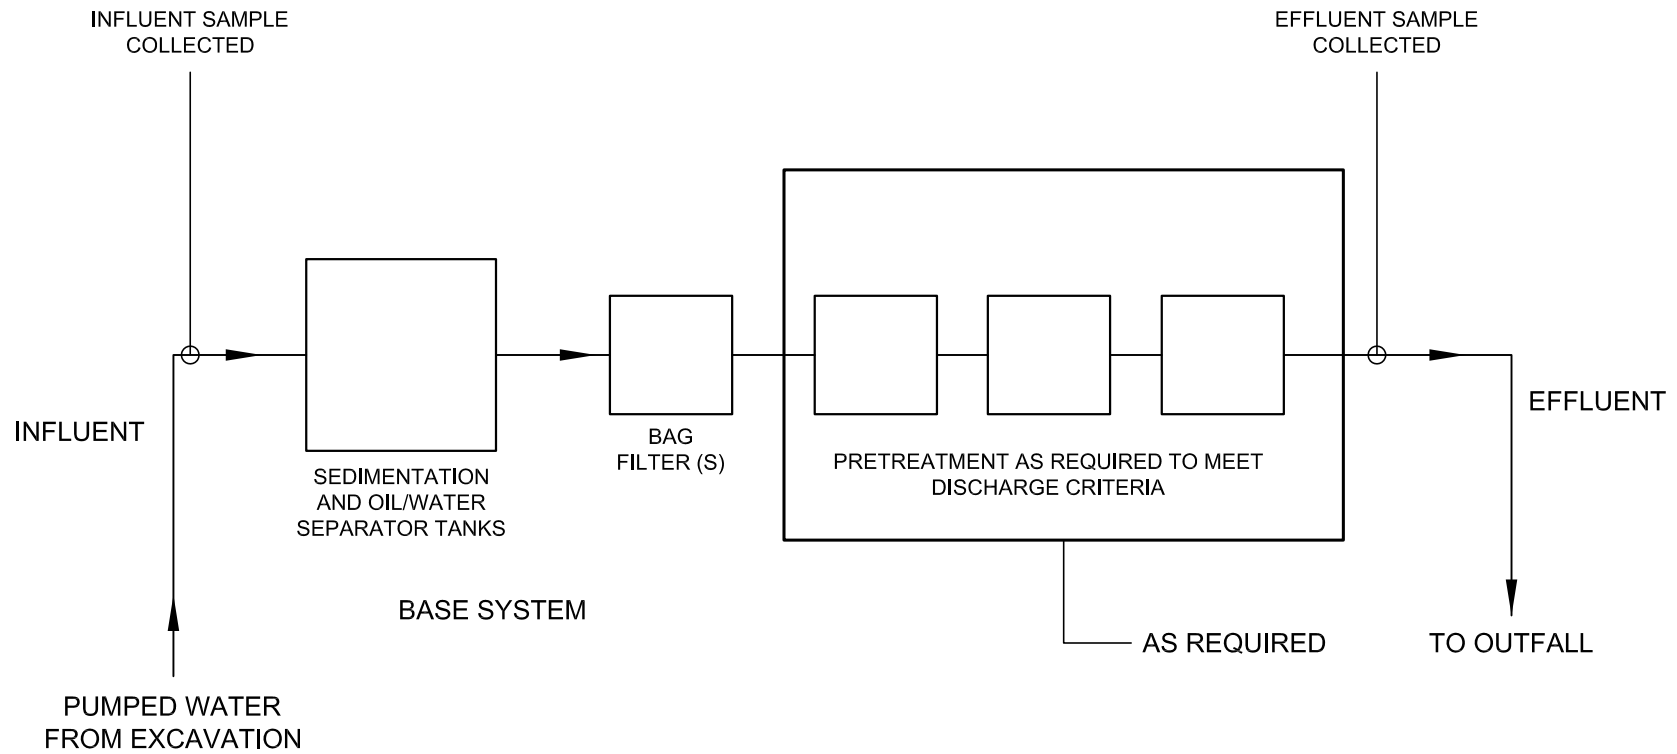 INFLUENT SAMPLE
COLLECTED
EFFLUENT SAMPLE
COLLECTED
INFLUENT
EFFLUENT
SEDIMENTATION
AND OIL/WATER
SEPARATOR TANKS
BAG
FILTER (S)
PRETREATMENT AS REQUIRED TO MEET
DISCHARGE CRITERIA
BASE SYSTEM
AS REQUIRED
TO OUTFALL
PUMPED WATER
FROM EXCAVATION